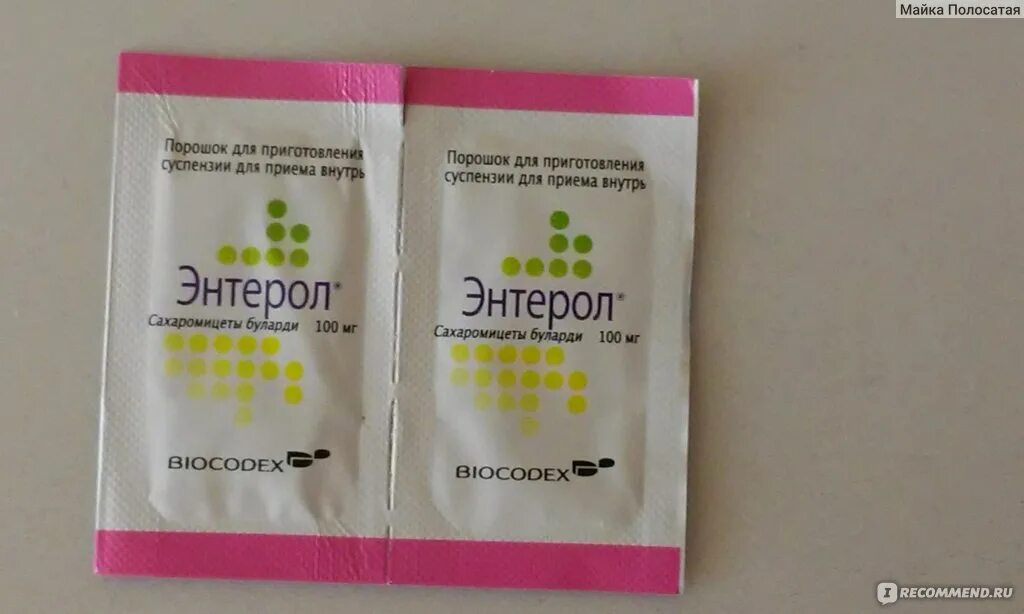 Майка Полосатая
Порошок для приготовления
суспензии для приема внутрь
Энтерол®
Сахаромицеты буларди 100 мг
BIOCODEX
Порошок для приготовления
суспензии для приема внутрь
Энтерол®
Сахаромицеты буларди 100 мг
BIOCODEX
IRECOMMEND.RU